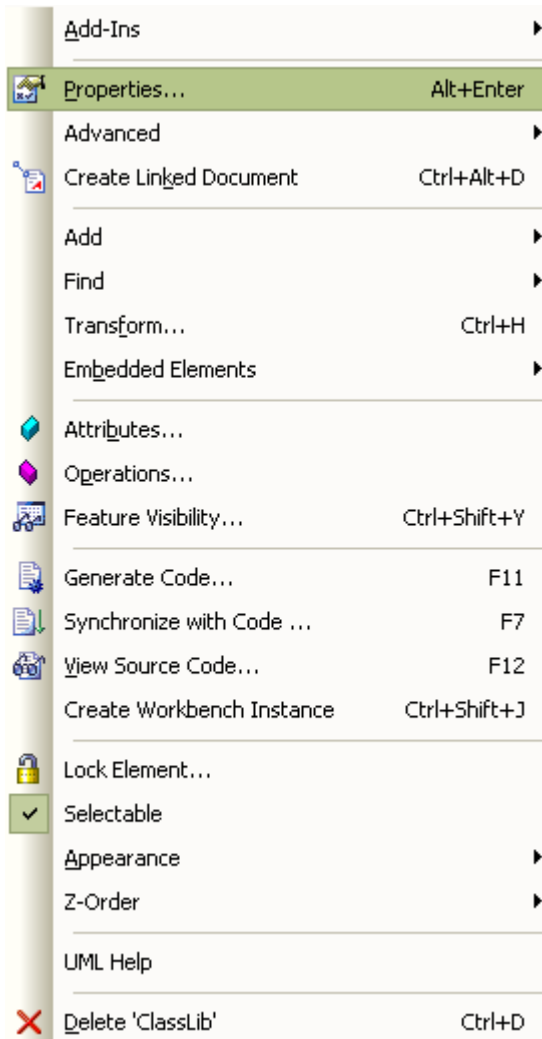 Add-Ins
Properties... Alt+Enter
Advanced
Create Linked Document Ctrl+Alt+D
Add
Find
Transform... Ctrl+H
Embedded Elements
Attributes...
Operations...
Feature Visibility... Ctrl+Shift+Y
Generate Code... F11
Synchronize with Code ... F7
View Source Code... F12
Create Workbench Instance Ctrl+Shift+J
Lock Element...
Selectable
Appearance
Z-Order
UML Help
Delete 'ClassLib' Ctrl+D